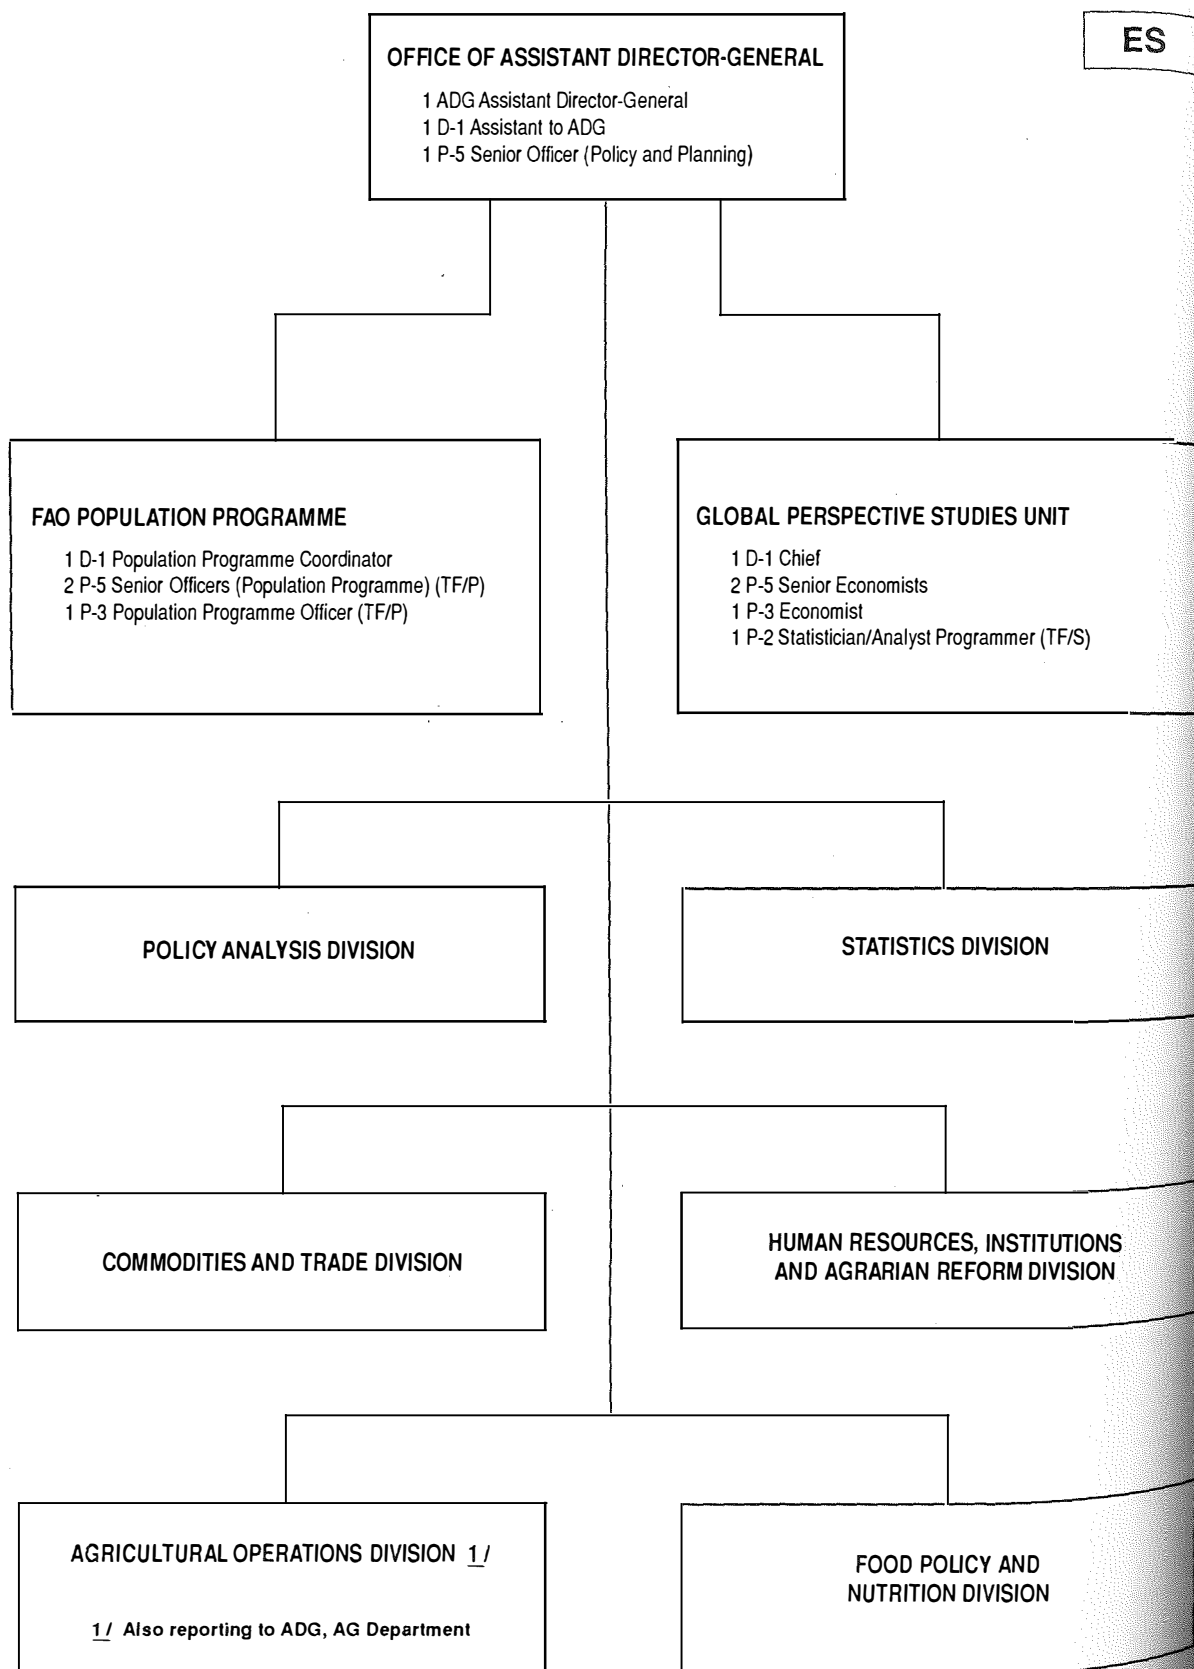 ES
OFFICE OF ASSISTANT DIRECTOR-GENERAL
1 ADG Assistant Director-General
1 D-1 Assistant to ADG
1 P-5 Senior Officer (Policy and Planning)
FAO POPULATION PROGRAMME
1 D-1 Population Programme Coordinator
2 P-5 Senior Officers (Population Programme) (TF/P)
1 P-3 Population Programme Officer (TF/P)
GLOBAL PERSPECTIVE STUDIES UNIT
1 D-1 Chief
2 P-5 Senior Economists
1 P-3 Economist
1 P-2 Statistician/Analyst Programmer (TF/S)
POLICY ANALYSIS DIVISION
STATISTICS DIVISION
COMMODITIES AND TRADE DIVISION
HUMAN RESOURCES, INSTITUTIONS
AND AGRARIAN REFORM DIVISION
AGRICULTURAL OPERATIONS DIVISION 1/
1/ Also reporting to ADG, AG Department
FOOD POLICY AND
NUTRITION DIVISION